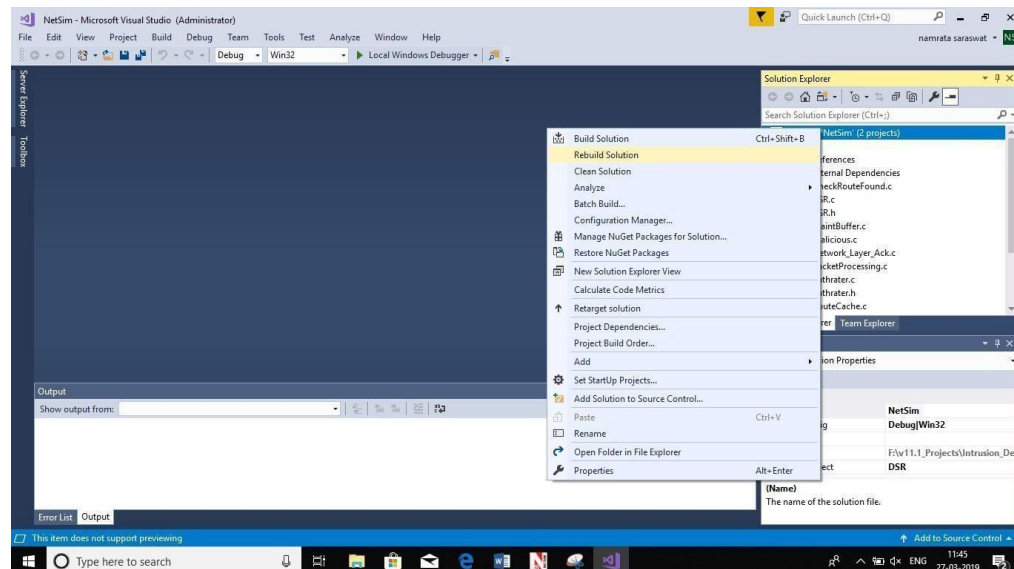 NetSim - Microsoft Visual Studio (Administrator)
Quick Launch (Ctrl+Q)
File Edit View Project Build Debug Team Tools Test Analyze Window Help
namrata saraswat
NS
Debug Win32 Local Windows Debugger
Server Explorer
Toolbox
Solution Explorer
Search Solution Explorer (Ctrl+;)
'NetSim' (2 projects)
Build Solution Ctrl+Shift+B
Rebuild Solution
Clean Solution
Analyze
Batch Build...
Configuration Manager...
Manage NuGet Packages for Solution...
Restore NuGet Packages
New Solution Explorer View
Calculate Code Metrics
Retarget solution
Project Dependencies...
Project Build Order...
Add
Set StartUp Projects...
Add Solution to Source Control...
Paste Ctrl+V
Rename
Open Folder in File Explorer
Properties Alt+Enter
ferences
ternal Dependencies
eckRouteFound.c
SR.c
SR.h
aintBuffer.c
alicious.c
etwork_Layer_Ack.c
cketProcessing.c
thrater.c
thrater.h
uteCache.c
rer Team Explorer
ion Properties
NetSim
ig Debug|Win32
F:\v11.1_Projects\Intrusion_De
ect DSR
(Name)
The name of the solution file.
Output
Show output from:
Error List Output
This item does not support previewing
Add to Source Control
Type here to search
ENG
11:45
27-03-2019